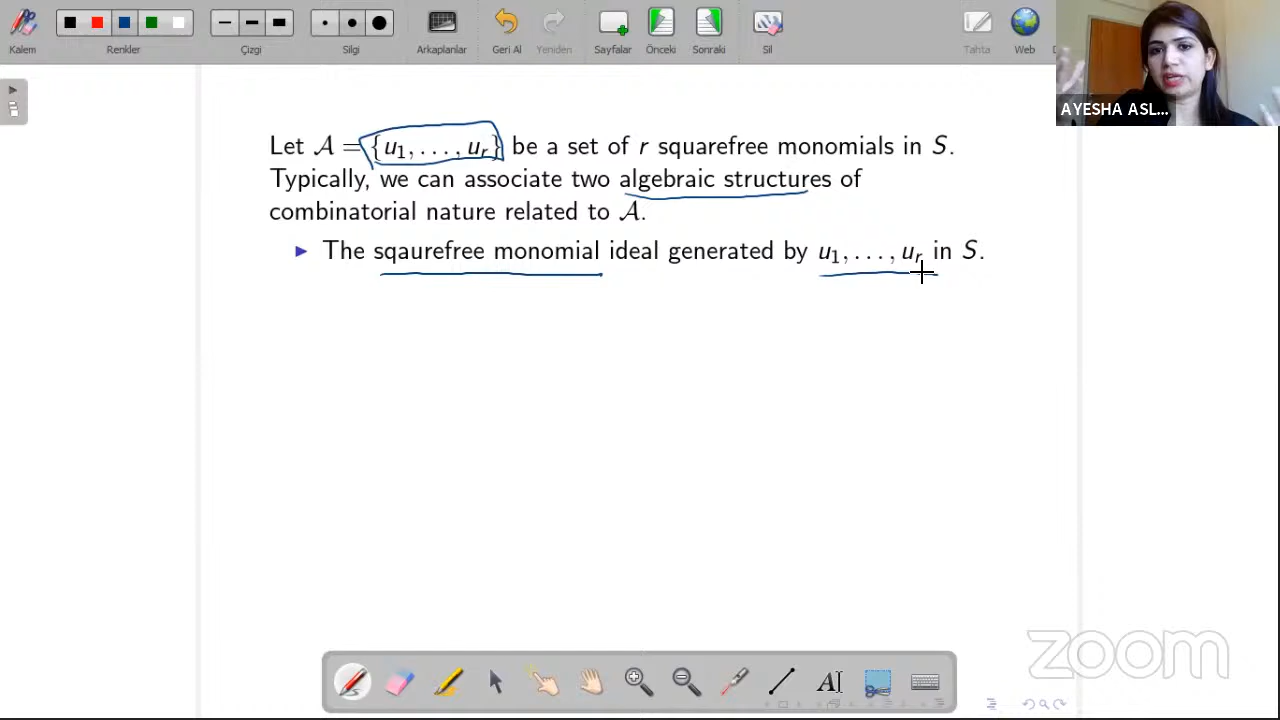 Kalem
Renkler
Çizgi
Silgi
Arkaplanlar
Geri Al
Yeniden
Sayfalar
Önceki
Sonraki
Sil
Tahta
Web
AYESHA ASL...
Let 𝒜 = {u₁, . . . , uᵣ} be a set of r squarefree monomials in S.
Typically, we can associate two algebraic structures of
combinatorial nature related to 𝒜.
▶ The sqaurefree monomial ideal generated by u₁, . . . , uᵣ in S.
zoom